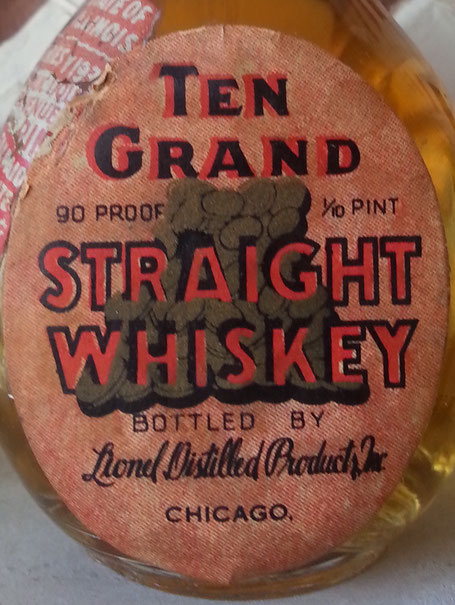 TEN
GRAND
90 PROOF 1/10 PINT
STRAIGHT
WHISKEY
BOTTLED BY
Lionel Distilled Products, Inc.
CHICAGO.